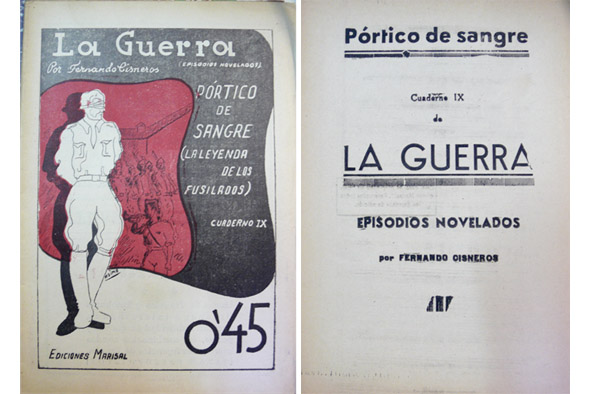 La Guerra
Por Fernando Cisneros
(EPISODIOS NOVELADOS).
PÓRTICO
DE
SANGRE
(LA LEYENDA
DE LOS
FUSILADOS)
CUADERNO IX
0'45
EDICIONES MARISAL
Pórtico de sangre
Cuaderno IX
de
LA GUERRA
EPISODIOS NOVELADOS
por FERNANDO CISNEROS